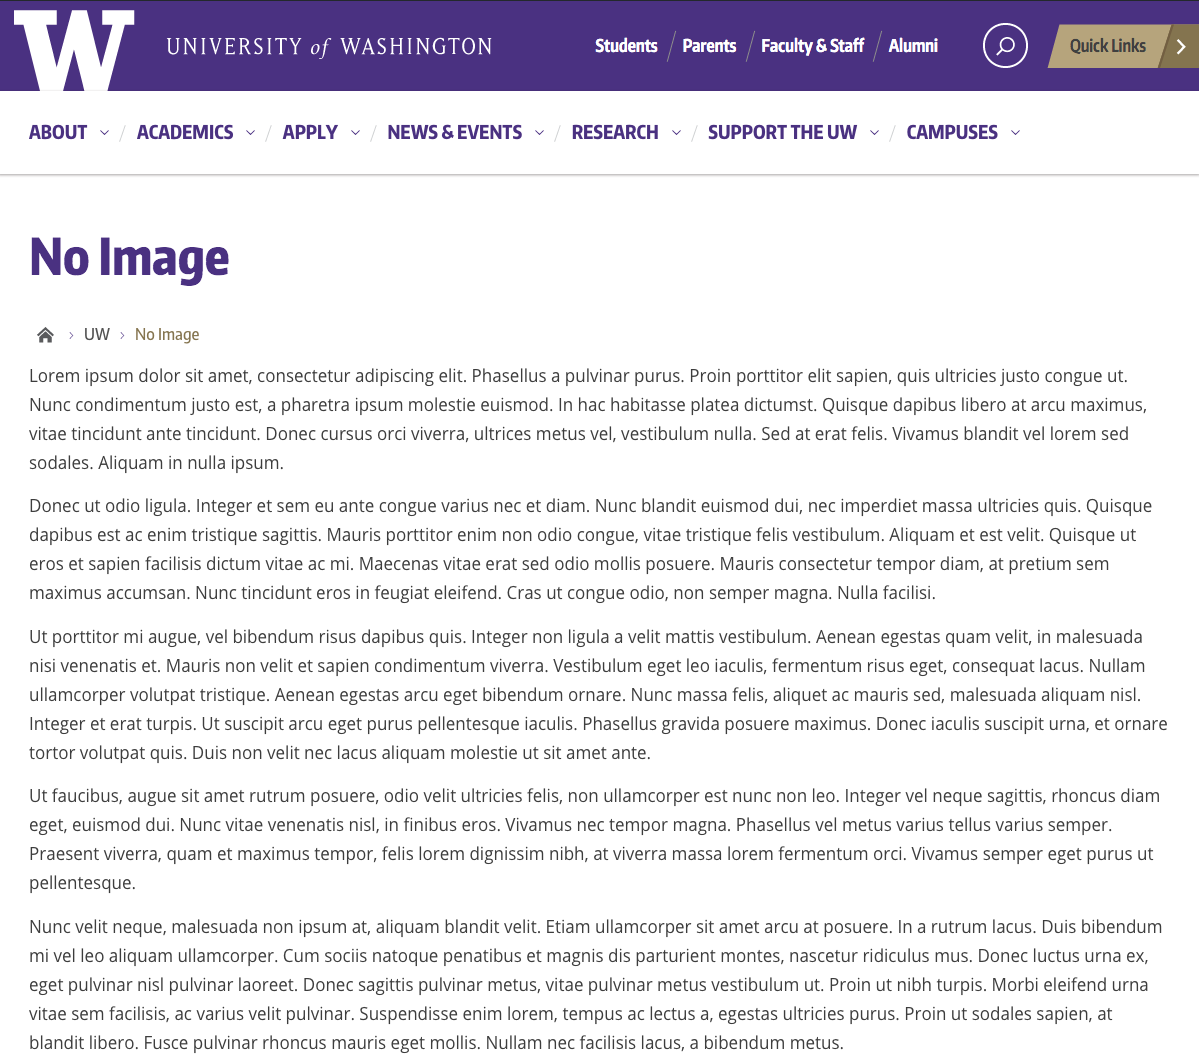 W UNIVERSITY of WASHINGTON Students Parents Faculty & Staff Alumni Quick Links
ABOUT ACADEMICS APPLY NEWS & EVENTS RESEARCH SUPPORT THE UW CAMPUSES
No Image
UW No Image
Lorem ipsum dolor sit amet, consectetur adipiscing elit. Phasellus a pulvinar purus. Proin porttitor elit sapien, quis ultricies justo congue ut.
Nunc condimentum justo est, a pharetra ipsum molestie euismod. In hac habitasse platea dictumst. Quisque dapibus libero at arcu maximus,
vitae tincidunt ante tincidunt. Donec cursus orci viverra, ultrices metus vel, vestibulum nulla. Sed at erat felis. Vivamus blandit vel lorem sed
sodales. Aliquam in nulla ipsum.
Donec ut odio ligula. Integer et sem eu ante congue varius nec et diam. Nunc blandit euismod dui, nec imperdiet massa ultricies quis. Quisque
dapibus est ac enim tristique sagittis. Mauris porttitor enim non odio congue, vitae tristique felis vestibulum. Aliquam et est velit. Quisque ut
eros et sapien facilisis dictum vitae ac mi. Maecenas vitae erat sed odio mollis posuere. Mauris consectetur tempor diam, at pretium sem
maximus accumsan. Nunc tincidunt eros in feugiat eleifend. Cras ut congue odio, non semper magna. Nulla facilisi.
Ut porttitor mi augue, vel bibendum risus dapibus quis. Integer non ligula a velit mattis vestibulum. Aenean egestas quam velit, in malesuada
nisi venenatis et. Mauris non velit et sapien condimentum viverra. Vestibulum eget leo iaculis, fermentum risus eget, consequat lacus. Nullam
ullamcorper volutpat tristique. Aenean egestas arcu eget bibendum ornare. Nunc massa felis, aliquet ac mauris sed, malesuada aliquam nisl.
Integer et erat turpis. Ut suscipit arcu eget purus pellentesque iaculis. Phasellus gravida posuere maximus. Donec iaculis suscipit urna, et ornare
tortor volutpat quis. Duis non velit nec lacus aliquam molestie ut sit amet ante.
Ut faucibus, augue sit amet rutrum posuere, odio velit ultricies felis, non ullamcorper est nunc non leo. Integer vel neque sagittis, rhoncus diam
eget, euismod dui. Nunc vitae venenatis nisl, in finibus eros. Vivamus nec tempor magna. Phasellus vel metus varius tellus varius semper.
Praesent viverra, quam et maximus tempor, felis lorem dignissim nibh, at viverra massa lorem fermentum orci. Vivamus semper eget purus ut
pellentesque.
Nunc velit neque, malesuada non ipsum at, aliquam blandit velit. Etiam ullamcorper sit amet arcu at posuere. In a rutrum lacus. Duis bibendum
mi vel leo aliquam ullamcorper. Cum sociis natoque penatibus et magnis dis parturient montes, nascetur ridiculus mus. Donec luctus urna ex,
eget pulvinar nisl pulvinar laoreet. Donec sagittis pulvinar metus, vitae pulvinar metus vestibulum ut. Proin ut nibh turpis. Morbi eleifend urna
vitae sem facilisis, ac varius velit pulvinar. Suspendisse enim lorem, tempus ac lectus a, egestas ultricies purus. Proin ut sodales sapien, at
blandit libero. Fusce pulvinar rhoncus mauris eget mollis. Nullam nec facilisis lacus, a bibendum metus.